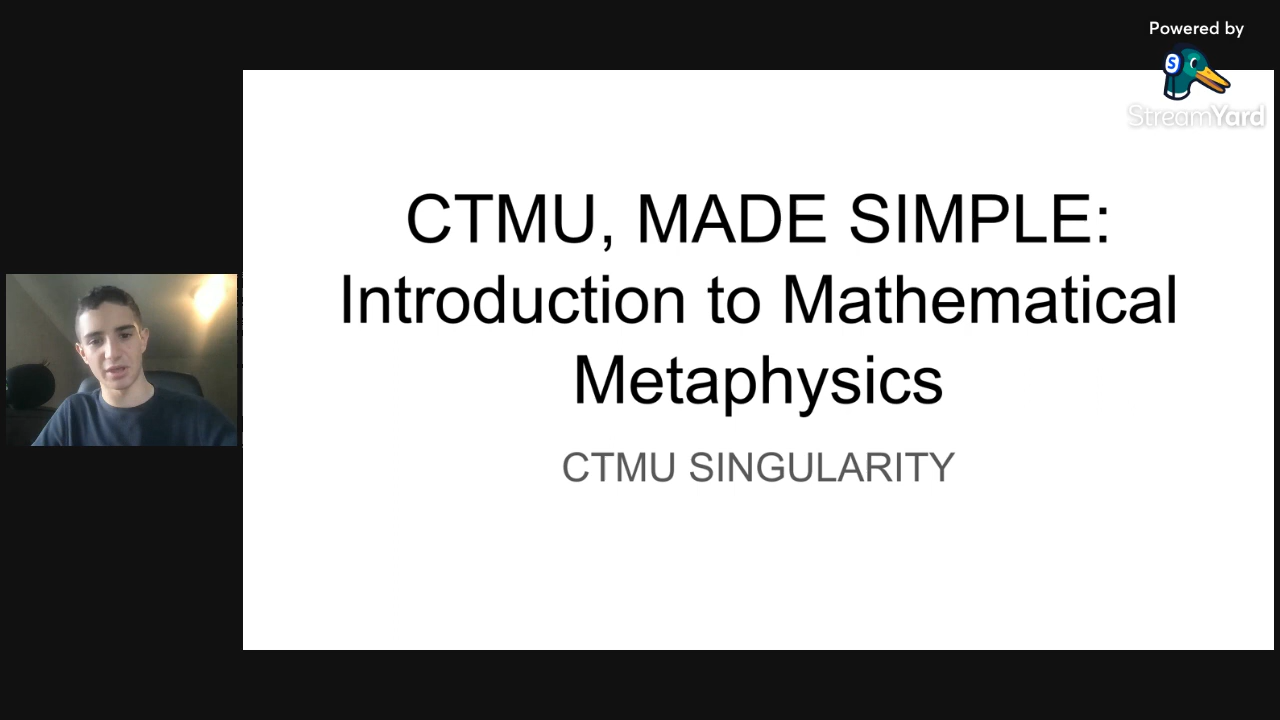 Powered by
S
StreamYard
CTMU, MADE SIMPLE:
Introduction to Mathematical
Metaphysics
CTMU SINGULARITY